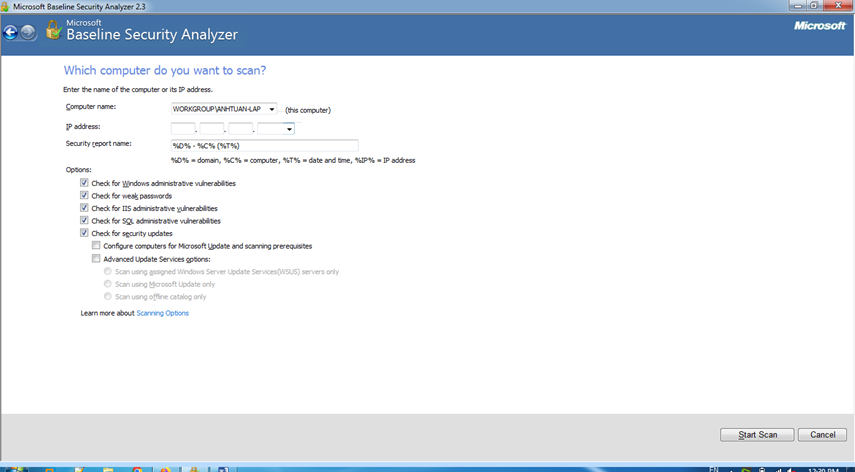 Microsoft Baseline Security Analyzer 2.3
Microsoft
Baseline Security Analyzer
Microsoft
Which computer do you want to scan?
Enter the name of the computer or its IP address.
Computer name:
WORKGROUP\ANHTUAN-LAP
(this computer)
IP address:
. . .
Security report name:
%D% - %C% (%T%)
%D% = domain, %C% = computer, %T% = date and time, %IP% = IP address
Options:
Check for Windows administrative vulnerabilities
Check for weak passwords
Check for IIS administrative vulnerabilities
Check for SQL administrative vulnerabilities
Check for security updates
Configure computers for Microsoft Update and scanning prerequisites
Advanced Update Services options:
Scan using assigned Windows Server Update Services(WSUS) servers only
Scan using Microsoft Update only
Scan using offline catalog only
Learn more about Scanning Options
Start Scan
Cancel
EN